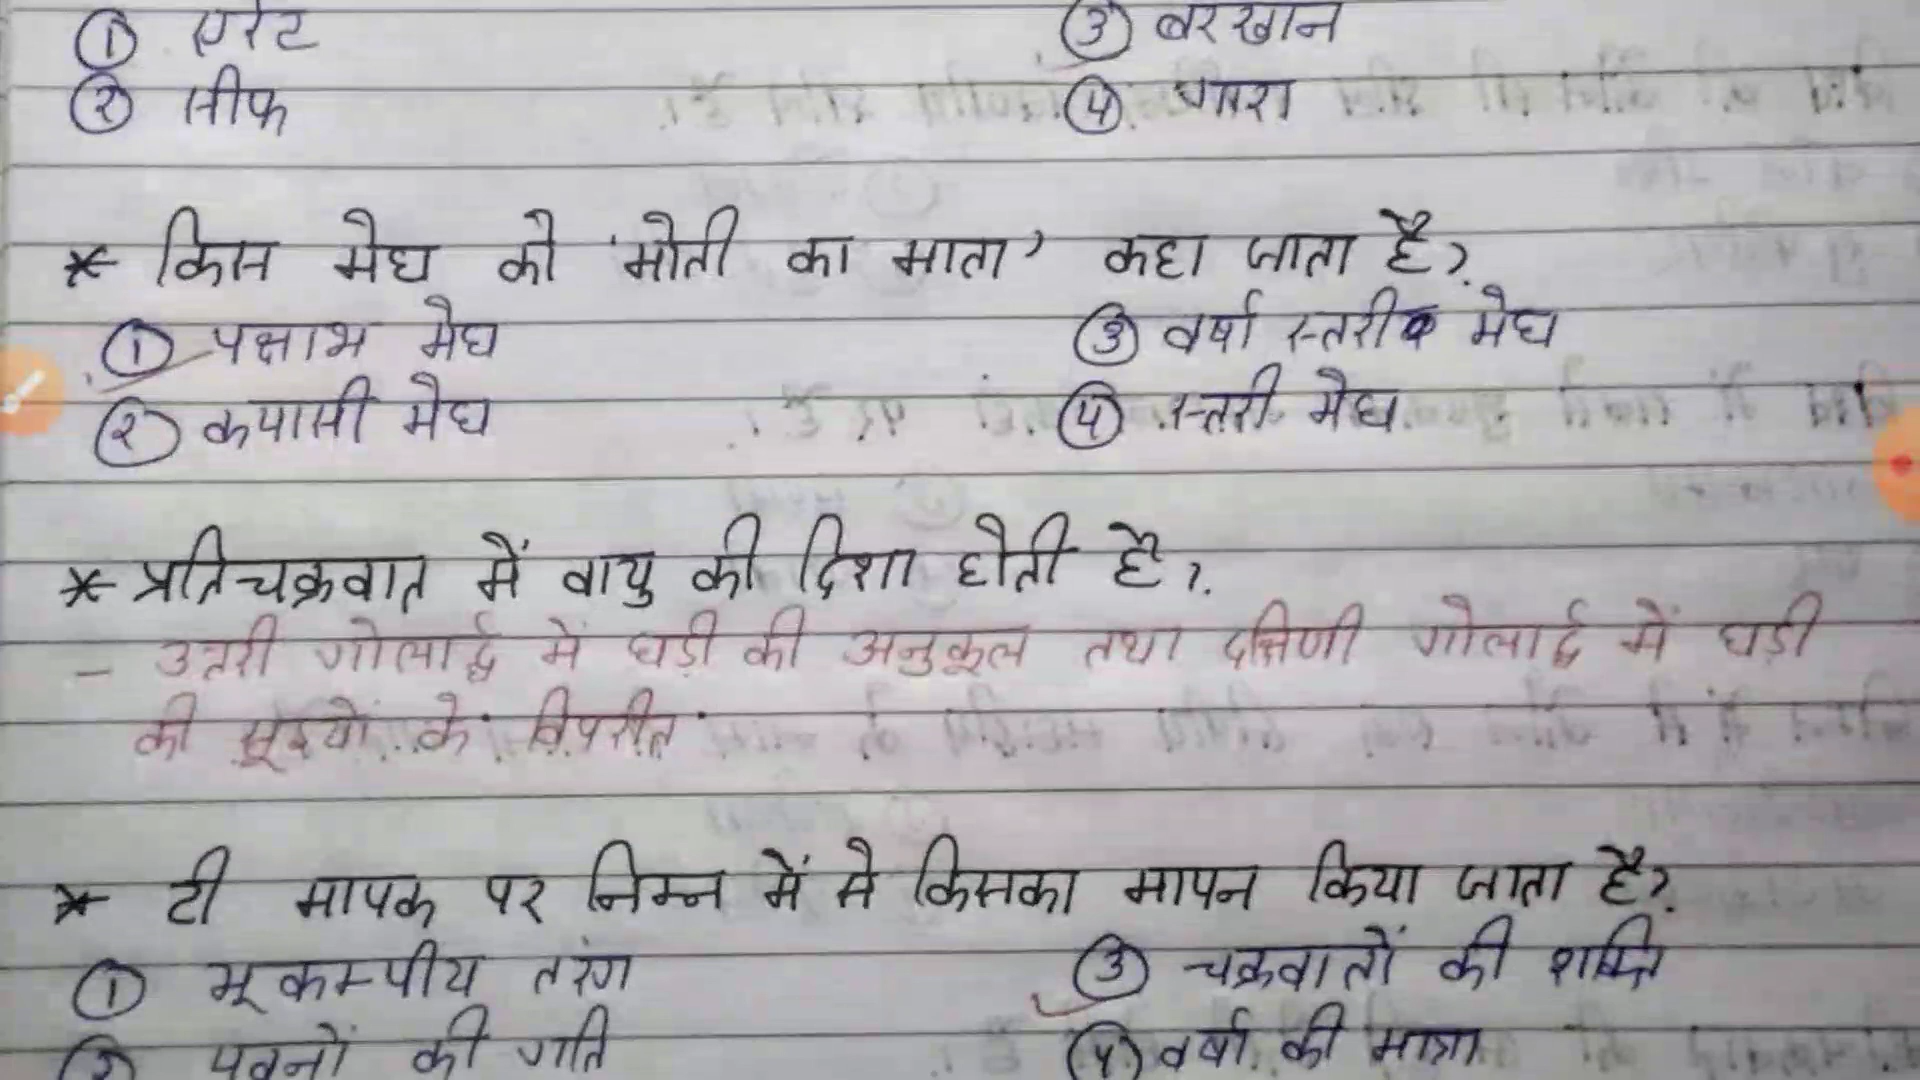 ① एरेट ③ बरखान
② सीफ ④ धारा
* किस मेघ को 'मोती का माता' कहा जाता है?
① पक्षाभ मेघ ③ वर्षा स्तरीक मेघ
② कपासी मेघ ④ स्तरी मेघ
* प्रतिचक्रवात में वायु की दिशा होती है?
- उत्तरी गोलार्द्ध में घड़ी की अनुकूल तथा दक्षिणी गोलार्द्ध में घड़ी
की सूइयों के विपरीत
* टी मापक पर निम्न में से किसका मापन किया जाता है?
① भूकम्पीय तरंग ③ चक्रवातों की शक्ति
② पवनों की गति ④ वर्षा की मात्रा